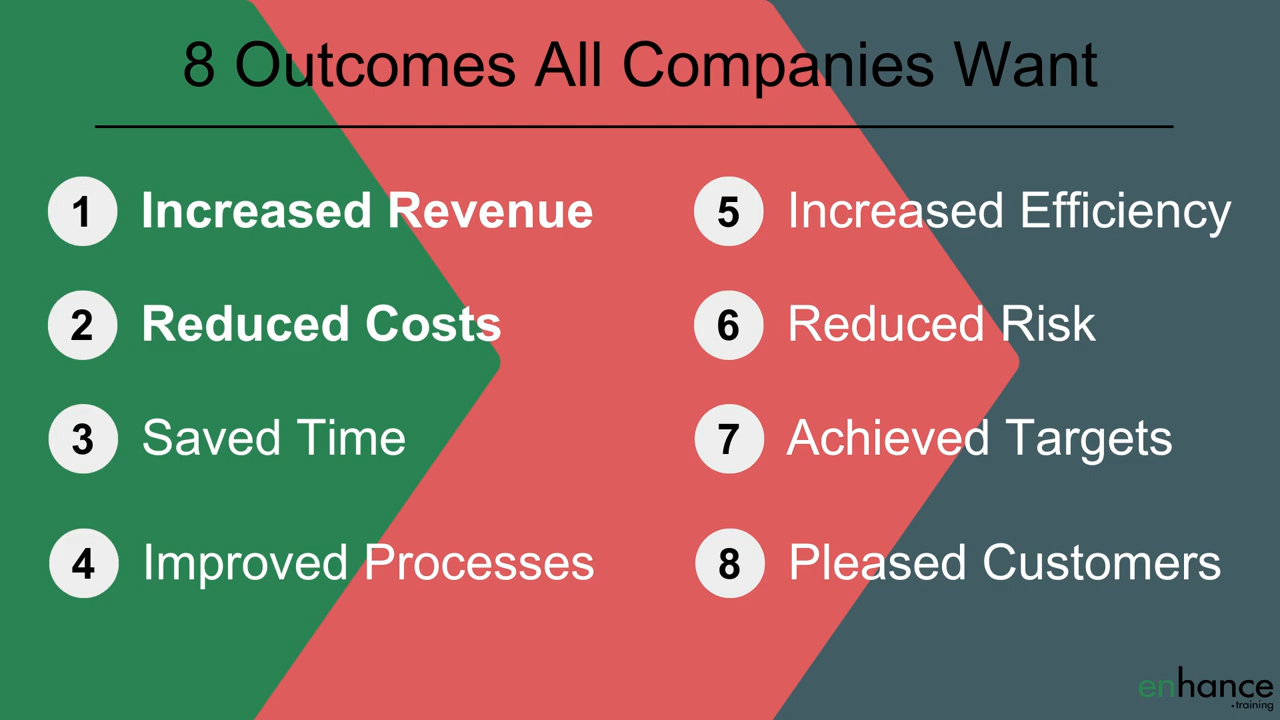 8 Outcomes All Companies Want
1 Increased Revenue
2 Reduced Costs
3 Saved Time
4 Improved Processes
5 Increased Efficiency
6 Reduced Risk
7 Achieved Targets
8 Pleased Customers
enhance
.training